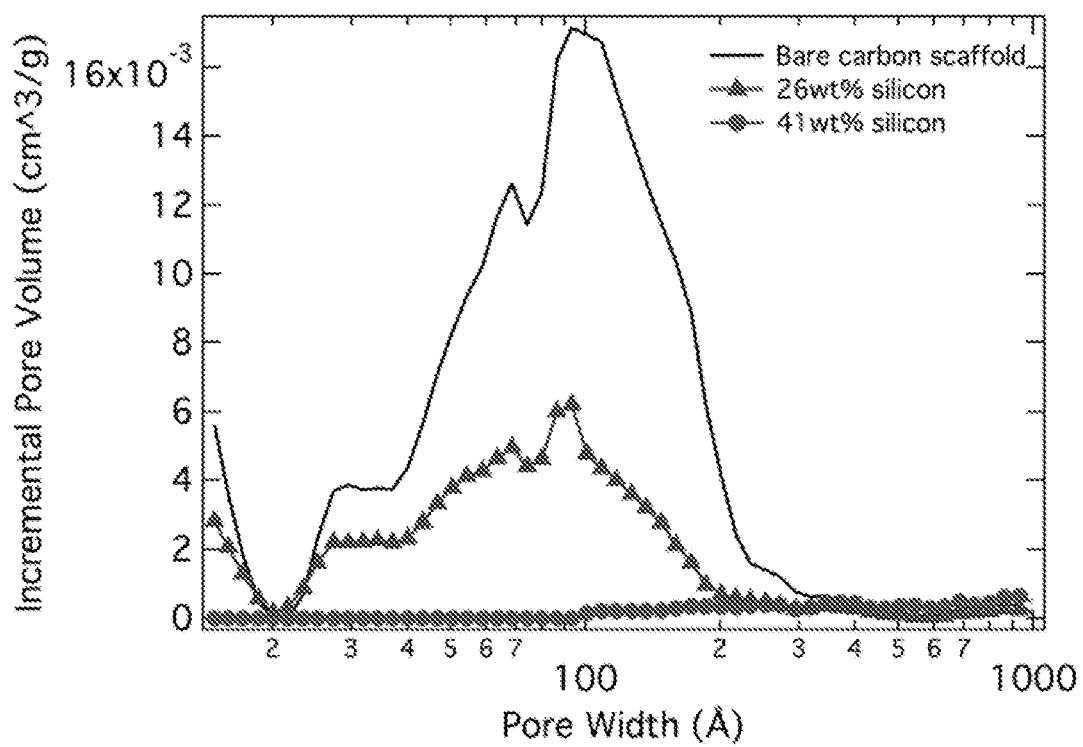 Incremental Pore Volume (cm^3/g)
16x10-3
14
12
10
8
6
4
2
0
Bare carbon scaffold
26wt% silicon
41wt% silicon
2 3 4 5 6 7 2 3 4 5 6 7
100 1000
Pore Width (Å)